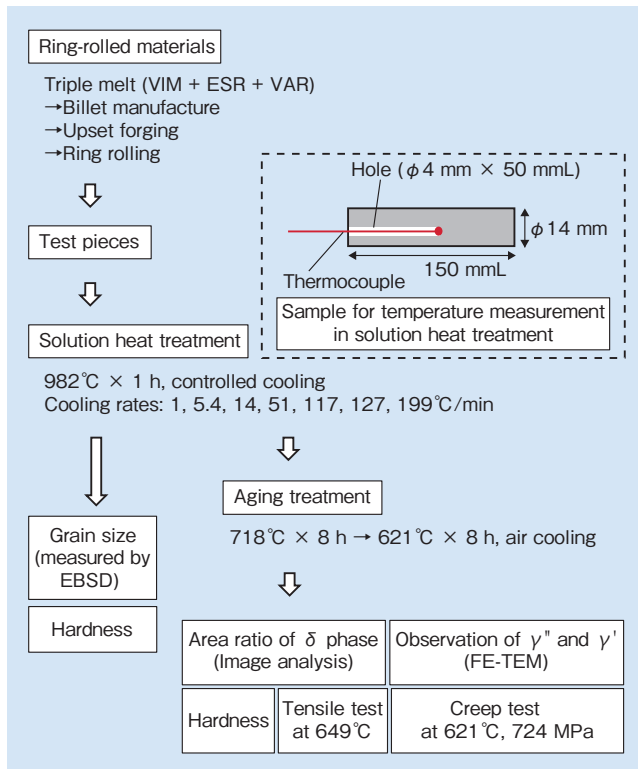 Ring-rolled materials
Triple melt (VIM + ESR + VAR)
→Billet manufacture
→Upset forging
→Ring rolling
Hole (φ4 mm × 50 mmL)
φ14 mm
Thermocouple
150 mmL
Sample for temperature measurement
in solution heat treatment
Test pieces
Solution heat treatment
982℃ × 1 h, controlled cooling
Cooling rates: 1, 5.4, 14, 51, 117, 127, 199℃/min
Aging treatment
718℃ × 8 h → 621℃ × 8 h, air cooling
Grain size
(measured by
EBSD)
Hardness
Area ratio of δ phase
(Image analysis)
Observation of γ" and γ'
(FE-TEM)
Hardness
Tensile test
at 649℃
Creep test
at 621℃, 724 MPa